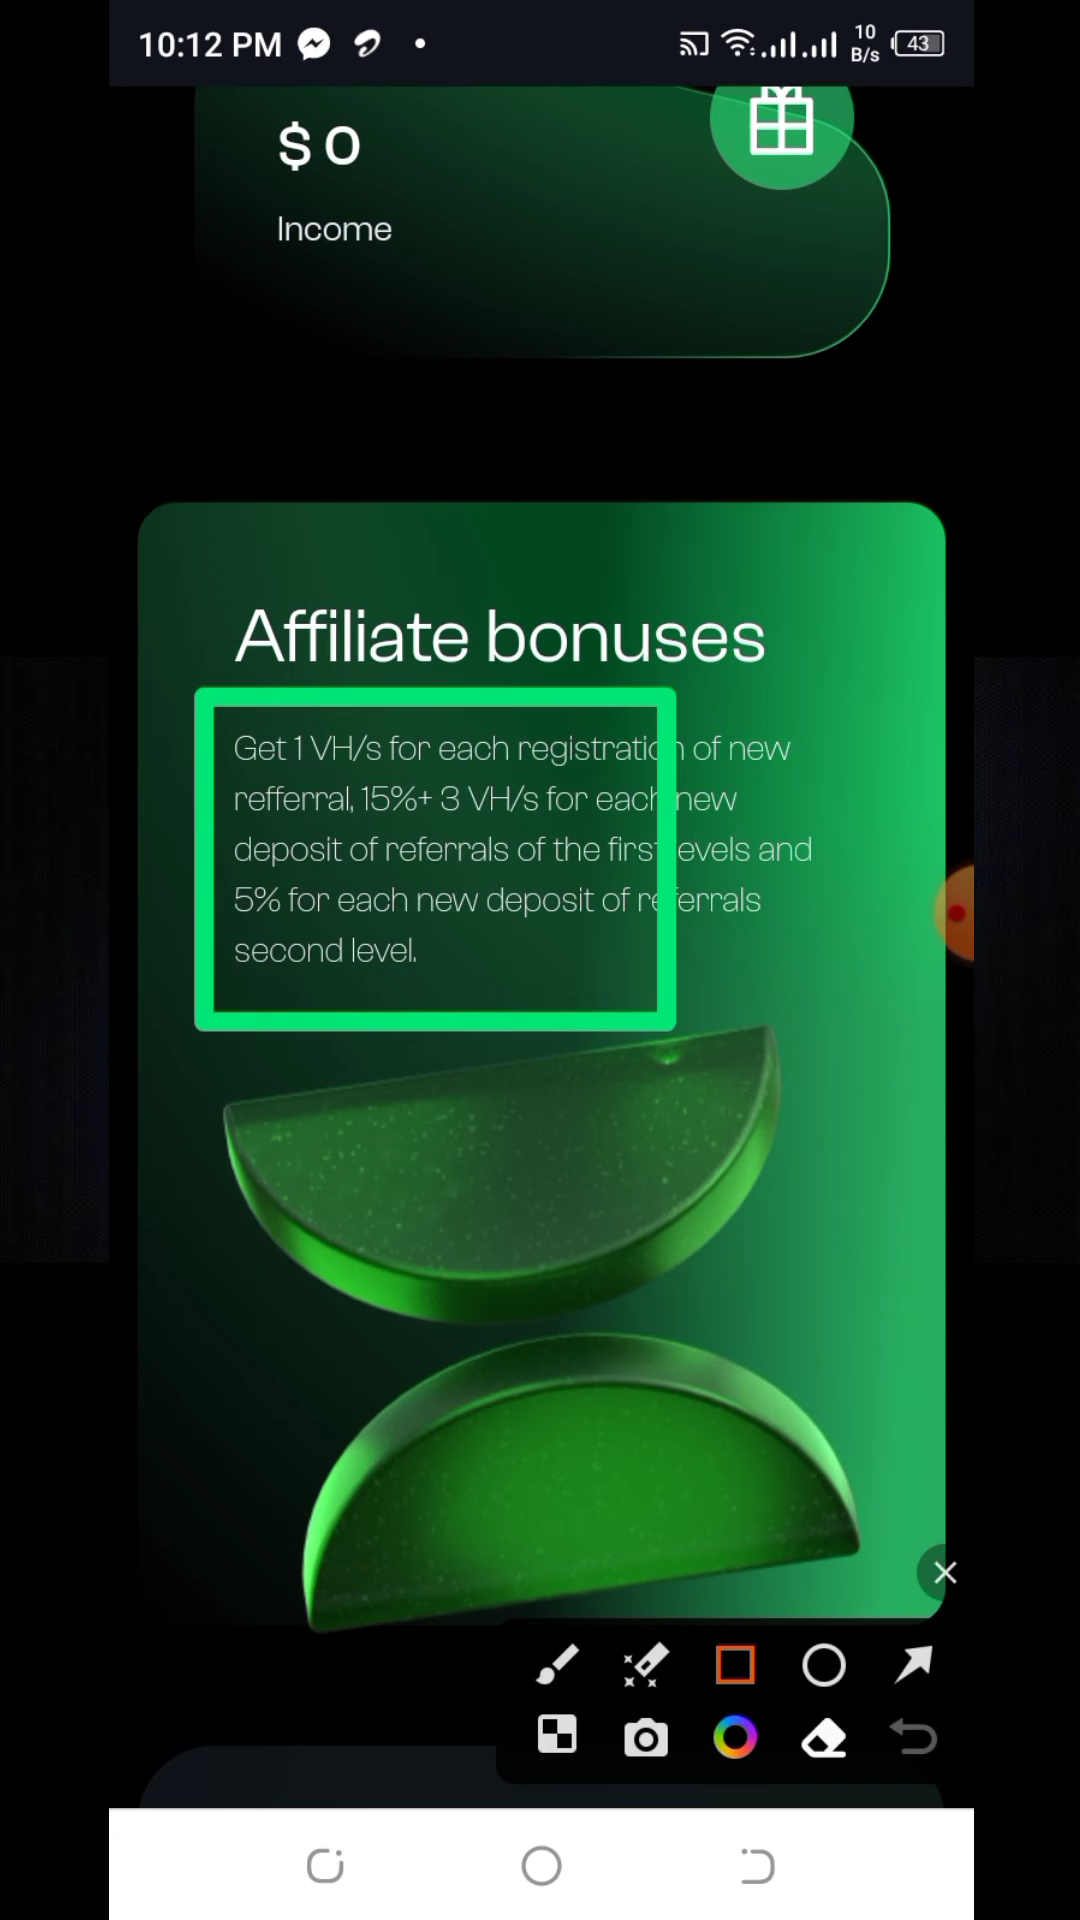 10:12 PM
10
B/s
43
$ 0
Income
Affiliate bonuses
Get 1 VH/s for each registration of new
refferral, 15%+ 3 VH/s for each new
deposit of referrals of the first levels and
5% for each new deposit of referrals
second level.